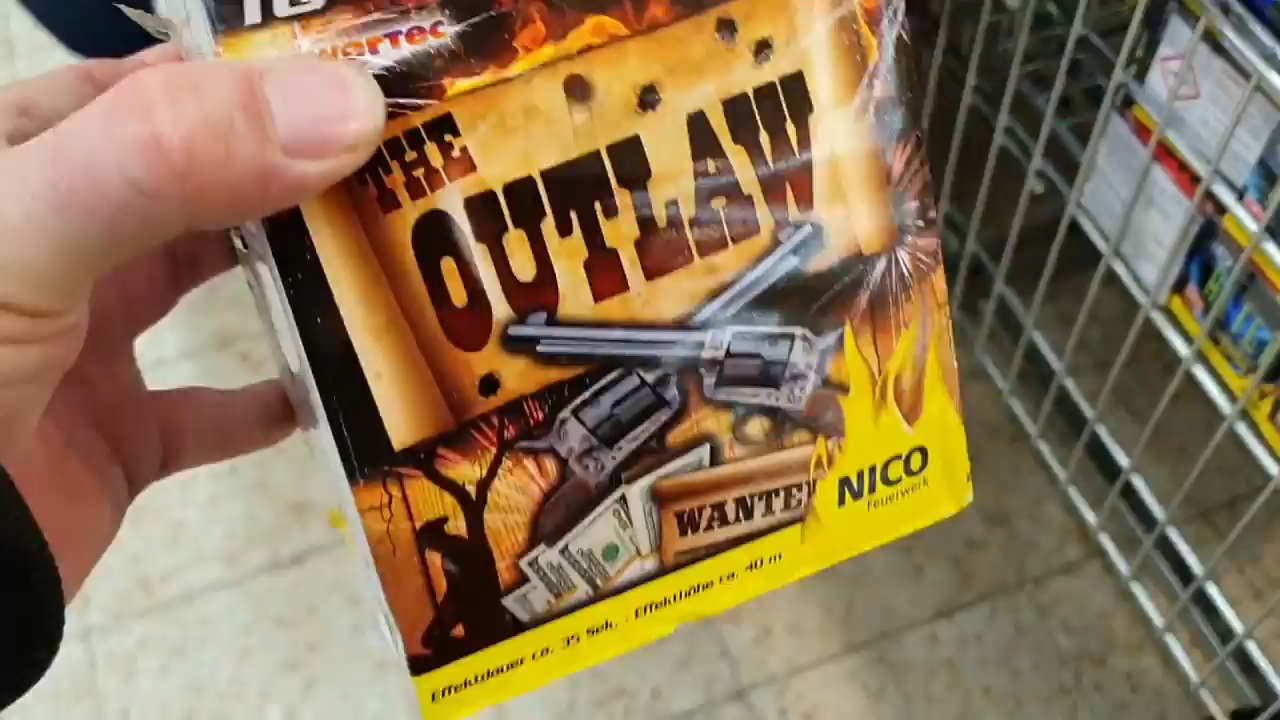 THE
OUTLAW
WANTE
NICO
Feuerwerk
Effektdauer ca. 35 Sek. - Effekthöhe ca. 40 m